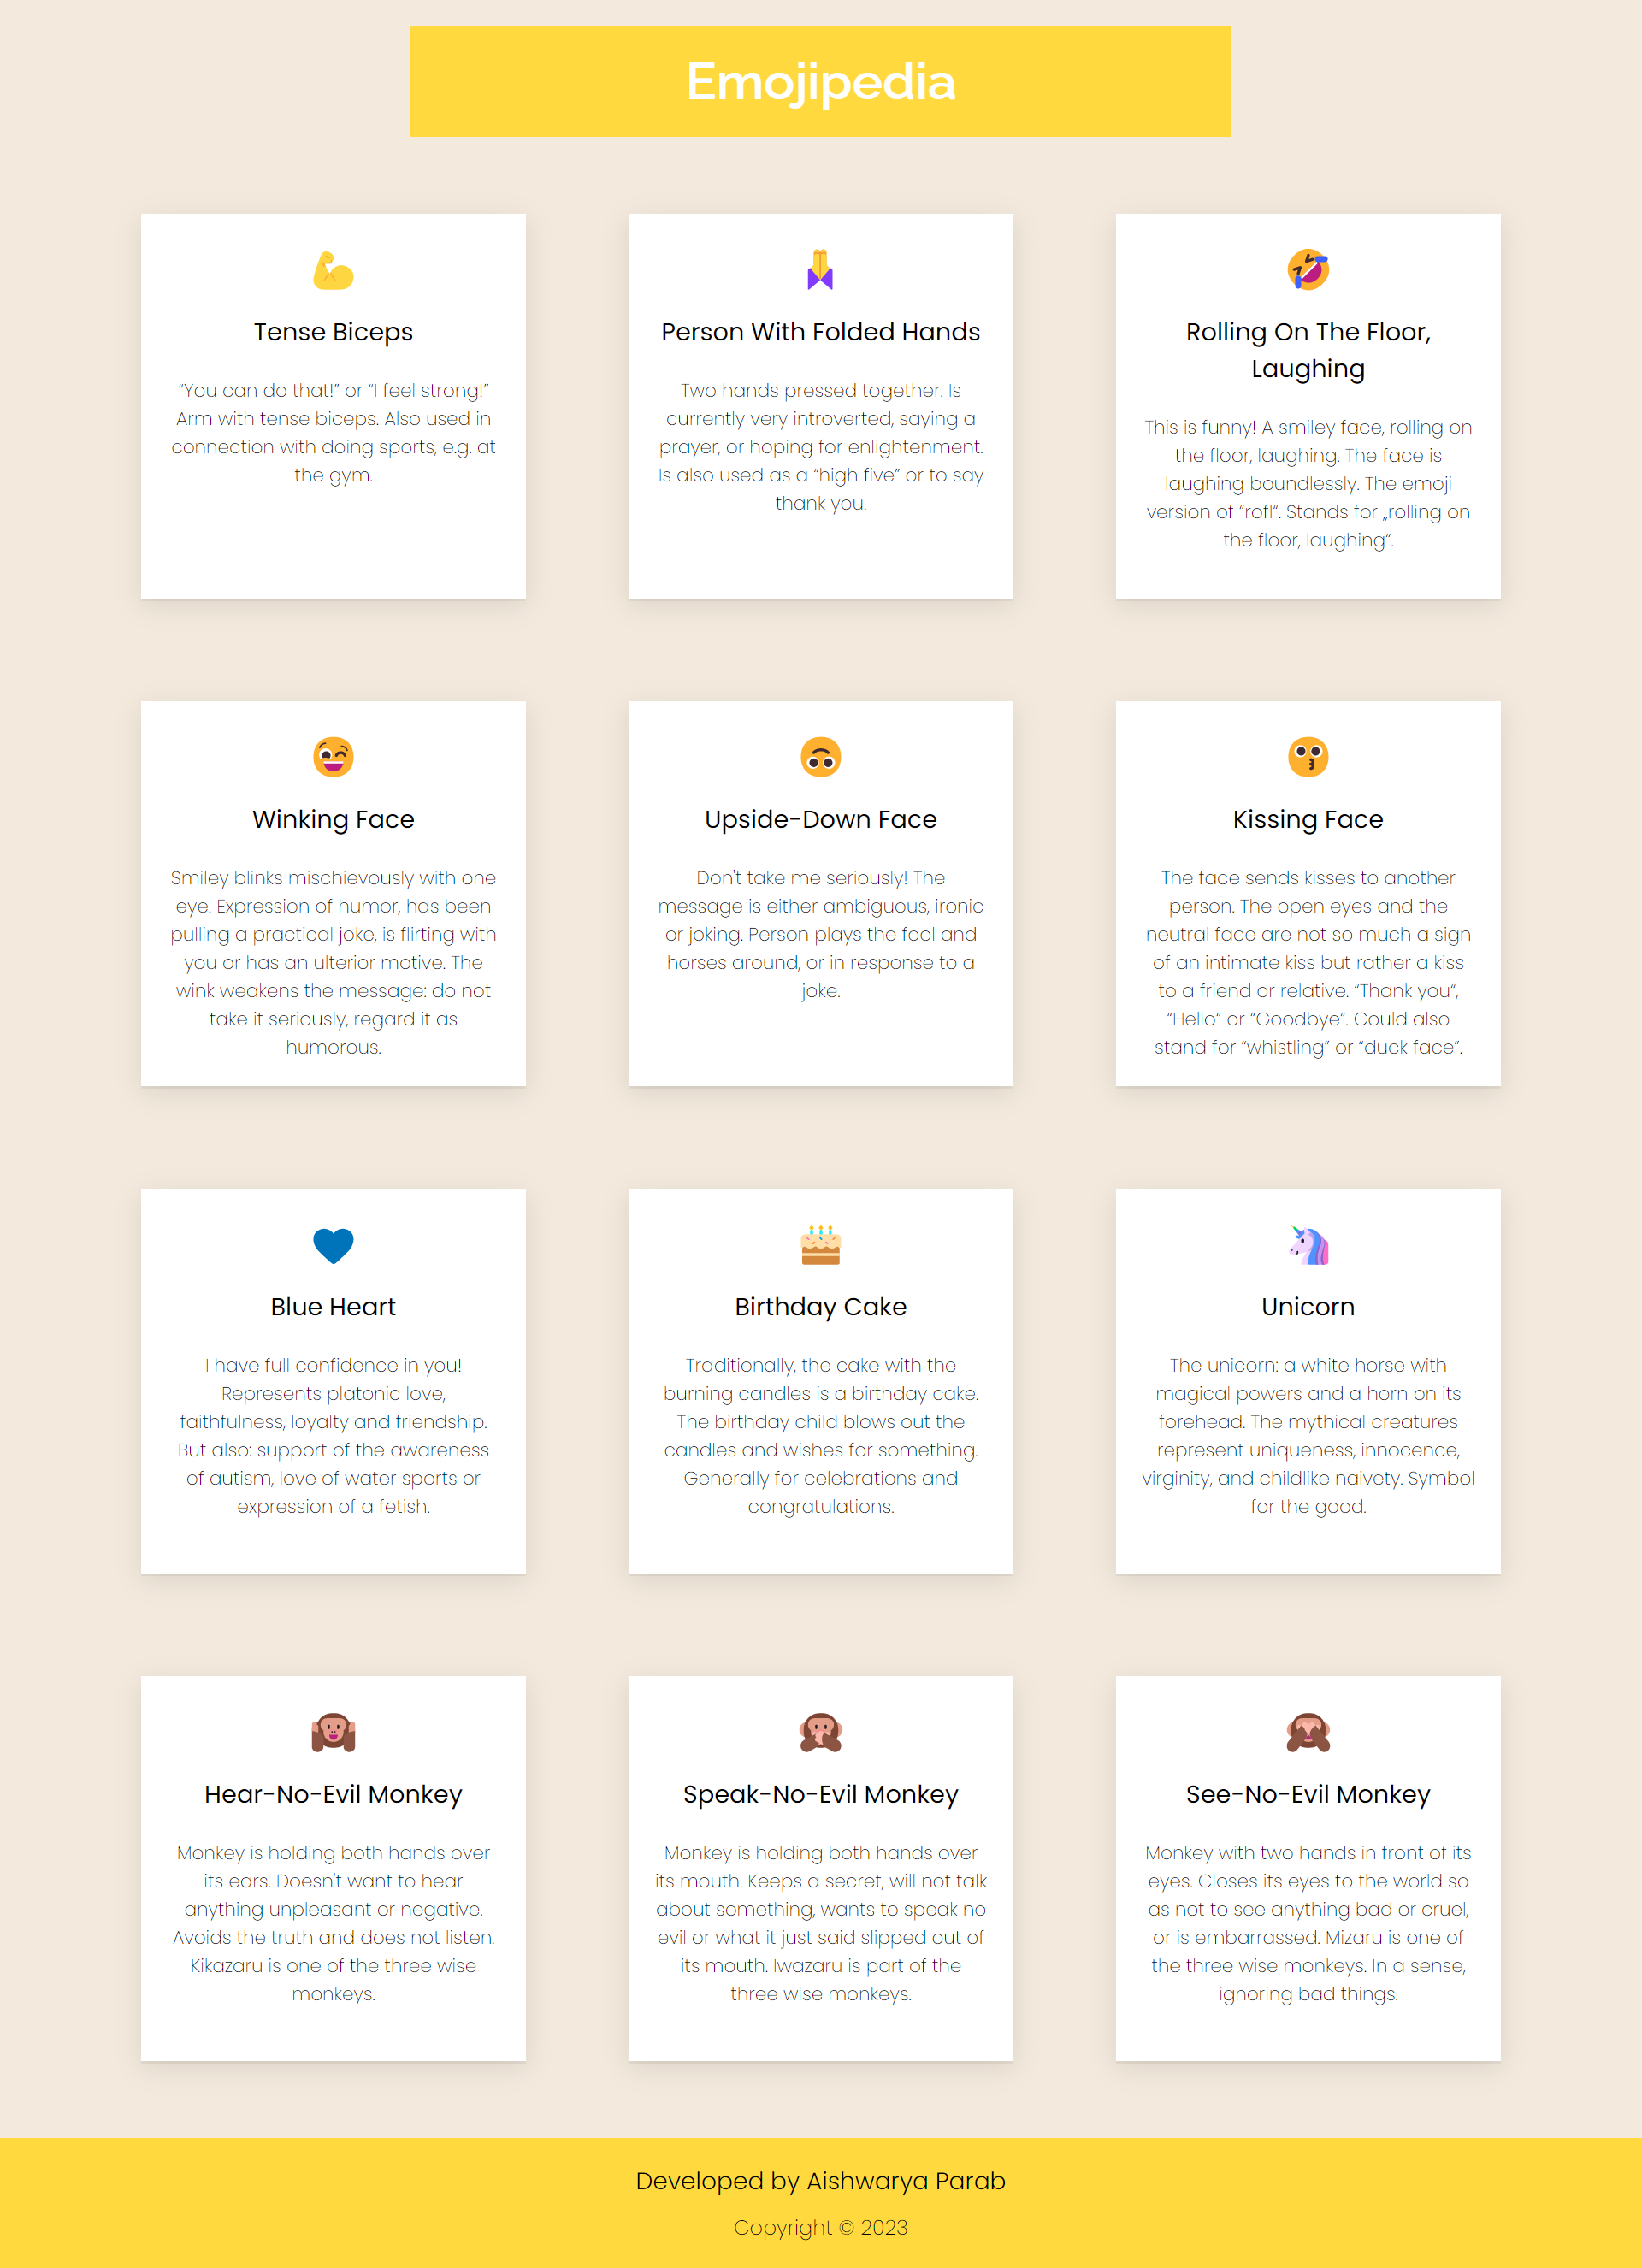 Emojipedia
Tense Biceps
“You can do that!” or “I feel strong!”
Arm with tense biceps. Also used in
connection with doing sports, e.g. at
the gym.
Person With Folded Hands
Two hands pressed together. Is
currently very introverted, saying a
prayer, or hoping for enlightenment.
Is also used as a “high five” or to say
thank you.
Rolling On The Floor,
Laughing
This is funny! A smiley face, rolling on
the floor, laughing. The face is
laughing boundlessly. The emoji
version of “rofl“. Stands for „rolling on
the floor, laughing“.
Winking Face
Smiley blinks mischievously with one
eye. Expression of humor, has been
pulling a practical joke, is flirting with
you or has an ulterior motive. The
wink weakens the message: do not
take it seriously, regard it as
humorous.
Upside-Down Face
Don't take me seriously! The
message is either ambiguous, ironic
or joking. Person plays the fool and
horses around, or in response to a
joke.
Kissing Face
The face sends kisses to another
person. The open eyes and the
neutral face are not so much a sign
of an intimate kiss but rather a kiss
to a friend or relative. “Thank you“,
“Hello“ or “Goodbye“. Could also
stand for “whistling” or “duck face”.
Blue Heart
I have full confidence in you!
Represents platonic love,
faithfulness, loyalty and friendship.
But also: support of the awareness
of autism, love of water sports or
expression of a fetish.
Birthday Cake
Traditionally, the cake with the
burning candles is a birthday cake.
The birthday child blows out the
candles and wishes for something.
Generally for celebrations and
congratulations.
Unicorn
The unicorn: a white horse with
magical powers and a horn on its
forehead. The mythical creatures
represent uniqueness, innocence,
virginity, and childlike naivety. Symbol
for the good.
Hear-No-Evil Monkey
Monkey is holding both hands over
its ears. Doesn't want to hear
anything unpleasant or negative.
Avoids the truth and does not listen.
Kikazaru is one of the three wise
monkeys.
Speak-No-Evil Monkey
Monkey is holding both hands over
its mouth. Keeps a secret, will not talk
about something, wants to speak no
evil or what it just said slipped out of
its mouth. Iwazaru is part of the
three wise monkeys.
See-No-Evil Monkey
Monkey with two hands in front of its
eyes. Closes its eyes to the world so
as not to see anything bad or cruel,
or is embarrassed. Mizaru is one of
the three wise monkeys. In a sense,
ignoring bad things.
Developed by Aishwarya Parab
Copyright © 2023